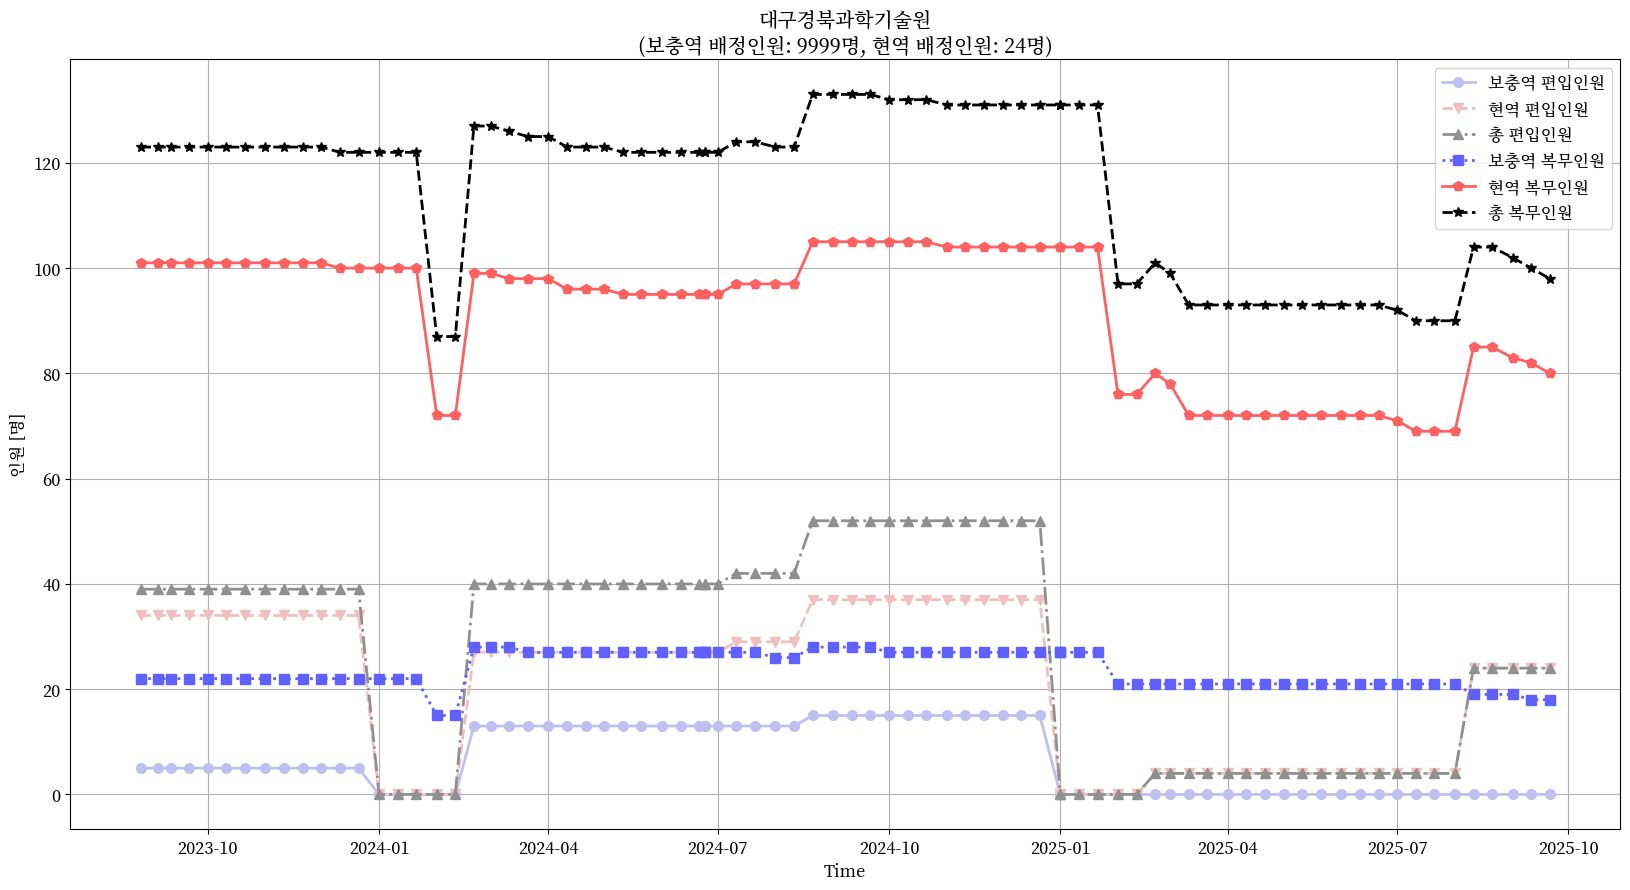 대구경북과학기술원
(보충역 배정인원: 9999명, 현역 배정인원: 24명)
보충역 편입인원
현역 편입인원
총 편입인원
보충역 복무인원
현역 복무인원
총 복무인원
인원 [명]
120
100
80
60
40
20
0
2023-10
2024-01
2024-04
2024-07
2024-10
2025-01
2025-04
2025-07
2025-10
Time